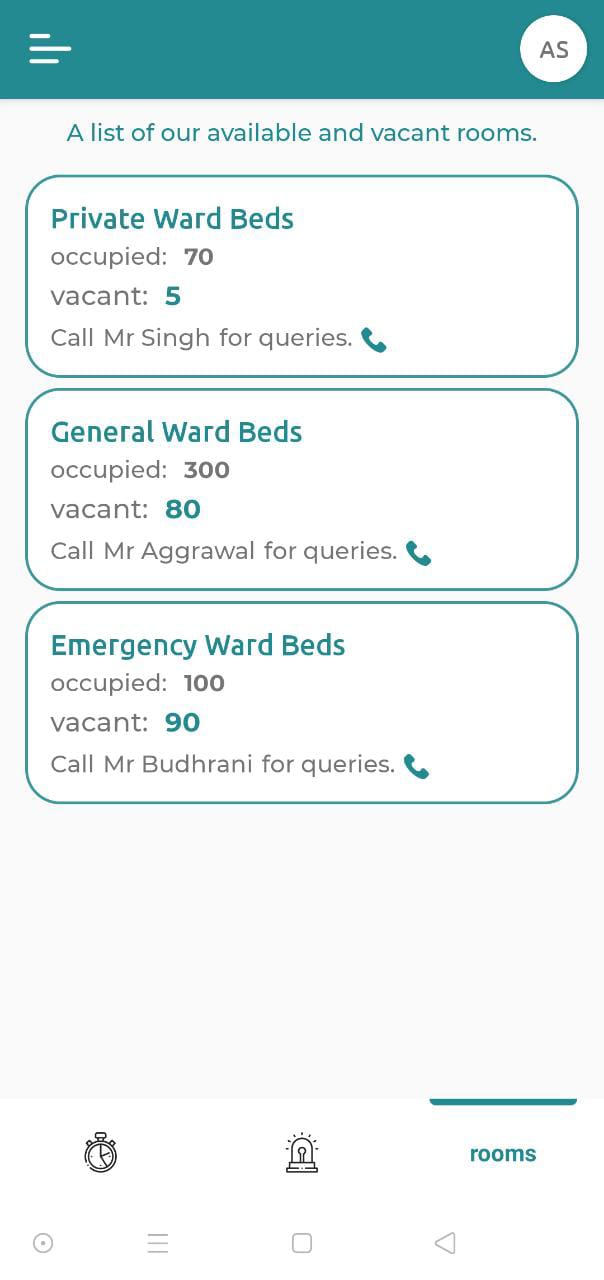 AS
A list of our available and vacant rooms.
Private Ward Beds
occupied: 70
vacant: 5
Call Mr Singh for queries.
General Ward Beds
occupied: 300
vacant: 80
Call Mr Aggrawal for queries.
Emergency Ward Beds
occupied: 100
vacant: 90
Call Mr Budhrani for queries.
rooms